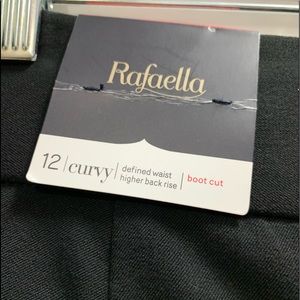 Rafaella
12 | curvy | defined waist
higher back rise | boot cut